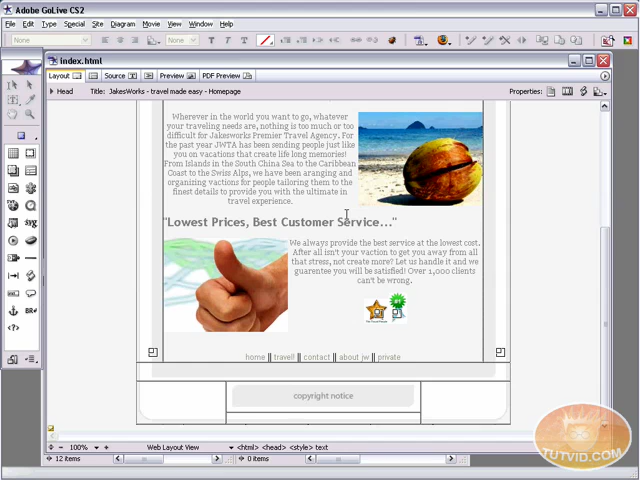 Adobe GoLive CS2
File Edit Type Special Site Diagram Movie View Window Help
None
None
index.html
Layout Source Preview PDF Preview
Head Title: JakesWorks - travel made easy - Homepage Properties:
Wherever in the world you want to go, whatever
your traveling needs are, nothing is too much or too
difficult for Jakesworks Premier Travel Agency. For
the past year JWTA has been sending people just like
you on vacations that create life long memories!
From Islands in the South China Sea to the Caribbean
Coast to the Swiss Alps, we have been aranging and
organizing vactions for people tailoring them to the
finest details to provide you with the ultimate in
travel experience.
"Lowest Prices, Best Customer Service..."
We always provide the best service at the lowest cost.
After all isn't your vaction to get you away from all
that stress, not create more? Let us handle it and we
guarentee you will be satisfied! Over 1,000 clients
can't be wrong.
#1
home travel! contact about jw private
copyright notice
100% Web Layout View <html> <head> <style> text
12 items 0 items
svg
BR
<?>
TUTVID.COM